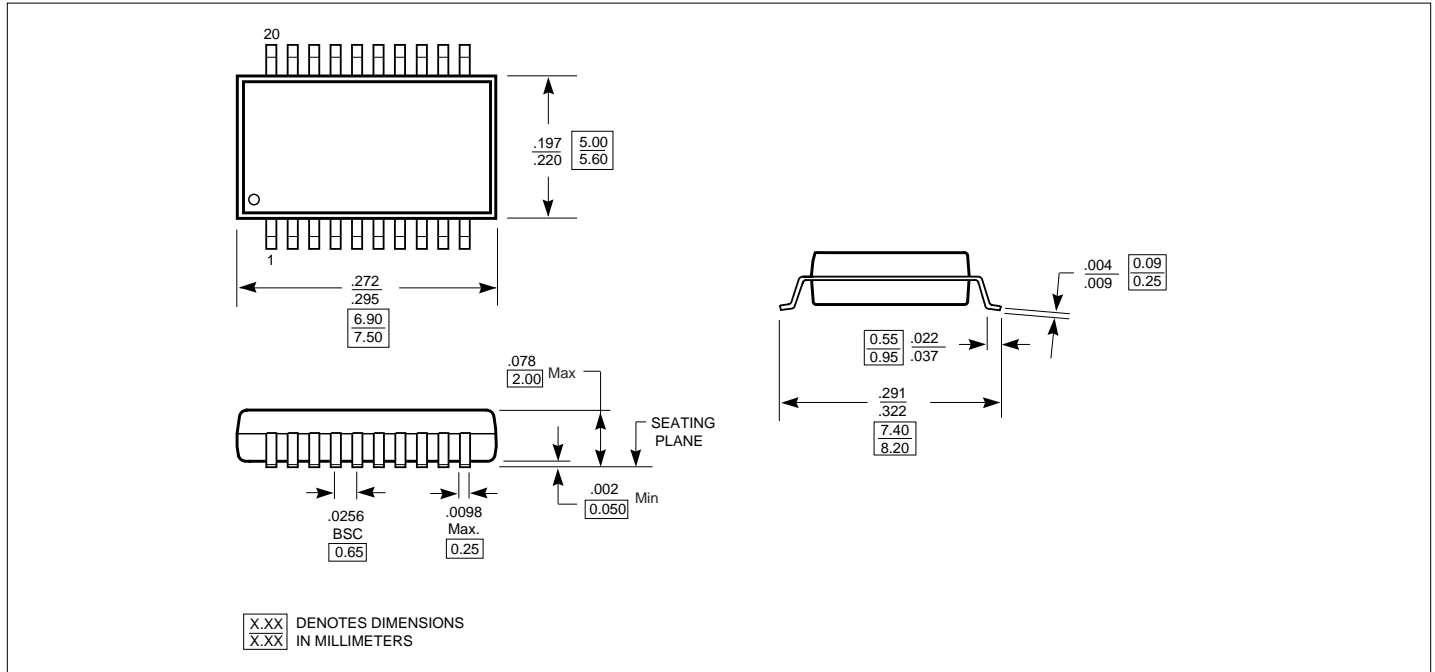 20
.197 5.00
.220 5.60
1
.272
.295
6.90
7.50
.004 0.09
.009 0.25
0.55 .022
0.95 .037
.291
.322
7.40
8.20
.078
2.00 Max
SEATING
PLANE
.002
0.050 Min
.0256
BSC
0.65
.0098
Max.
0.25
X.XX DENOTES DIMENSIONS
X.XX IN MILLIMETERS